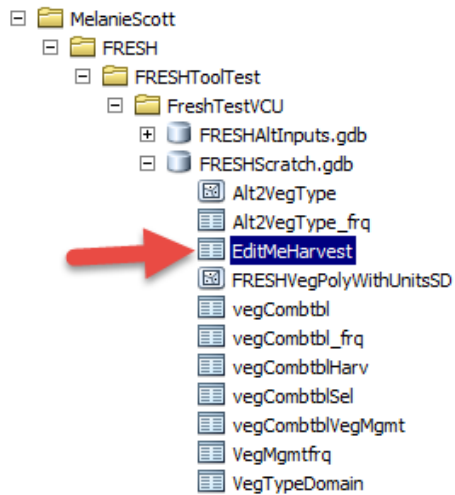 MelanieScott
FRESH
FRESHToolTest
FreshTestVCU
FRESHAltInputs.gdb
FRESHScratch.gdb
Alt2VegType
Alt2VegType_frq
EditMeHarvest
FRESHVegPolyWithUnitsSD
vegCombtbl
vegCombtbl_frq
vegCombtblHarv
vegCombtblSel
vegCombtblVegMgmt
VegMgmtfrq
VegTypeDomain